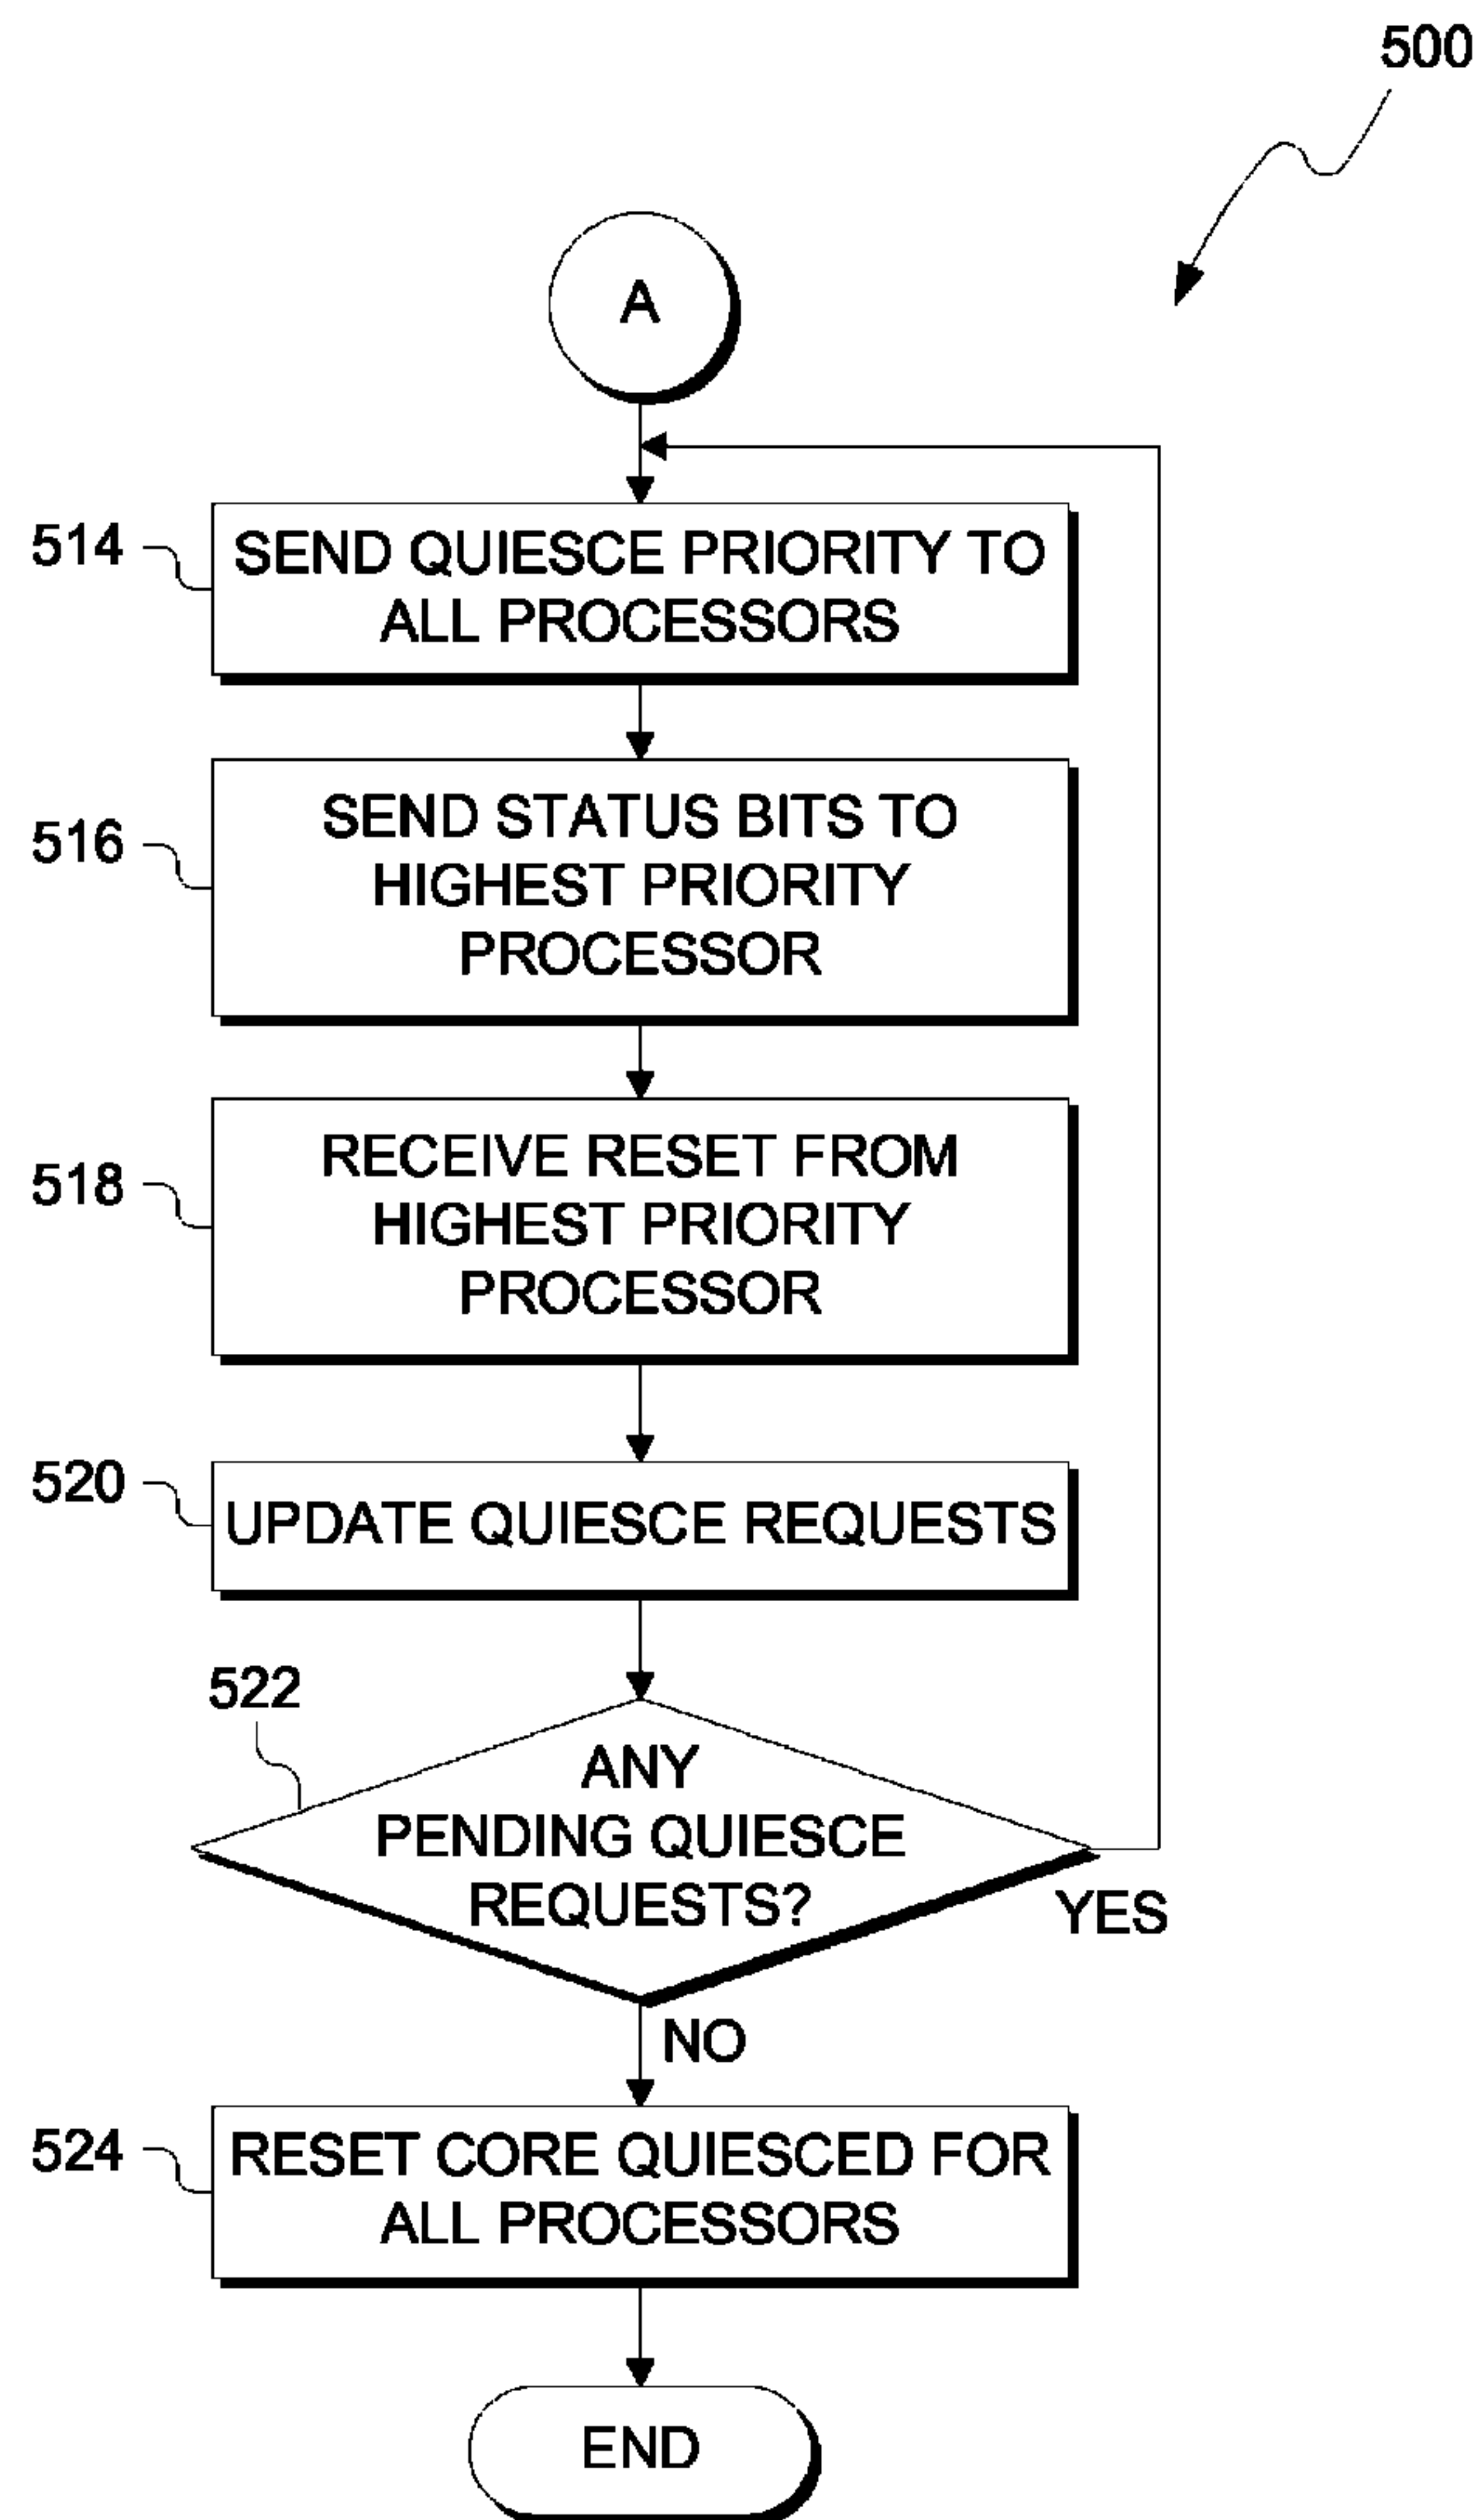 500
A
514
SEND QUIESCE PRIORITY TO
ALL PROCESSORS
516
SEND STATUS BITS TO
HIGHEST PRIORITY
PROCESSOR
518
RECEIVE RESET FROM
HIGHEST PRIORITY
PROCESSOR
520
UPDATE QUIESCE REQUESTS
522
ANY
PENDING QUIESCE
REQUESTS?
YES
NO
524
RESET CORE QUIESCED FOR
ALL PROCESSORS
END